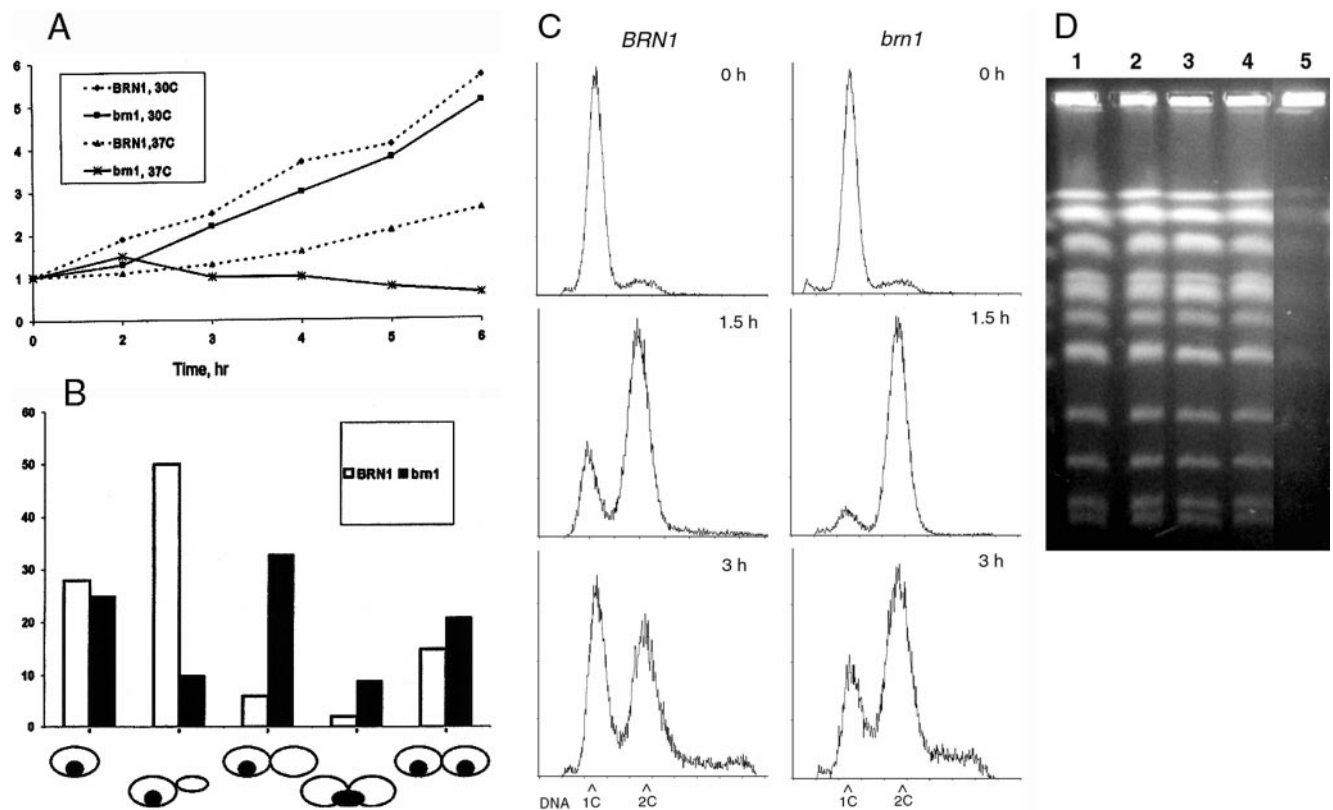 A
6
5
4
3
2
1
0
BRN1, 30C
brn1, 30C
BRN1,37C
brn1, 37C
0 2 3 4 5 6
Time, hr
B
60
50
40
30
20
10
0
BRN1 brn1
C
BRN1 brn1
0 h 0 h
1.5 h 1.5 h
3 h 3 h
DNA 1C 2C 1C 2C
D
1 2 3 4 5